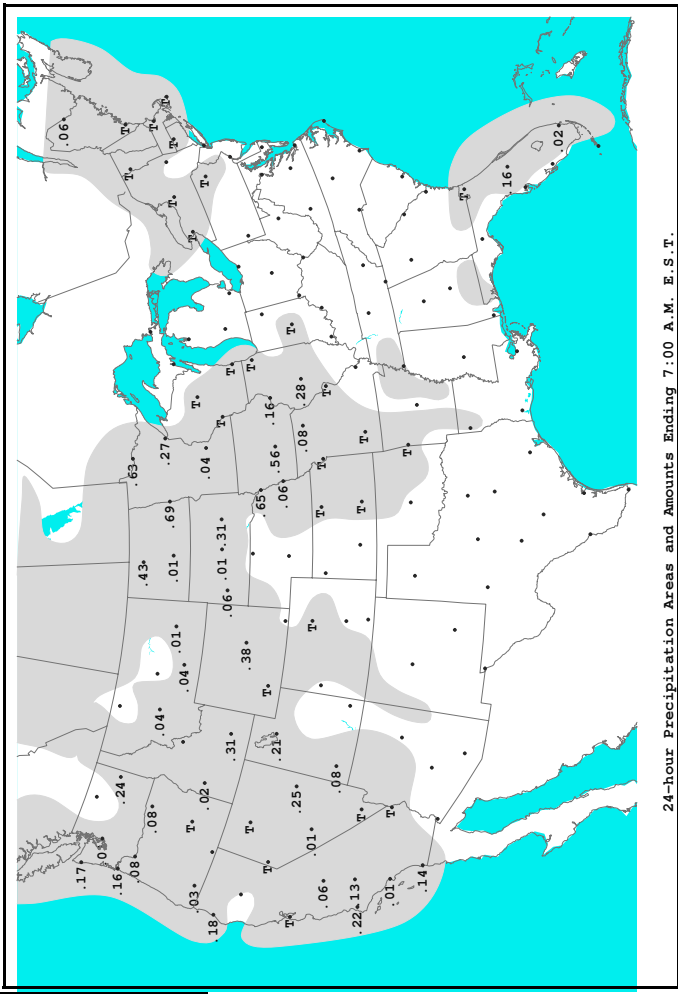 .06
.17
.01
.16
.24
T
T
.63
.08
.43
.08
T
.04
.27
T
.69
.01
T
T
.01
.04
T
T
.03
T
.02
T
.04
.18
T
.31
.01
.06
.31
T
.38
T
T
.65
T
T
.16
.56
.21
.06
T
T
.25
.28
.08
.01
T
T
T
.06
T
.08
.13
.22
T
T
T
.01
T
T
.14
T
.16
.02
24-hour Precipitation Areas and Amounts Ending 7:00 A.M. E.S.T.